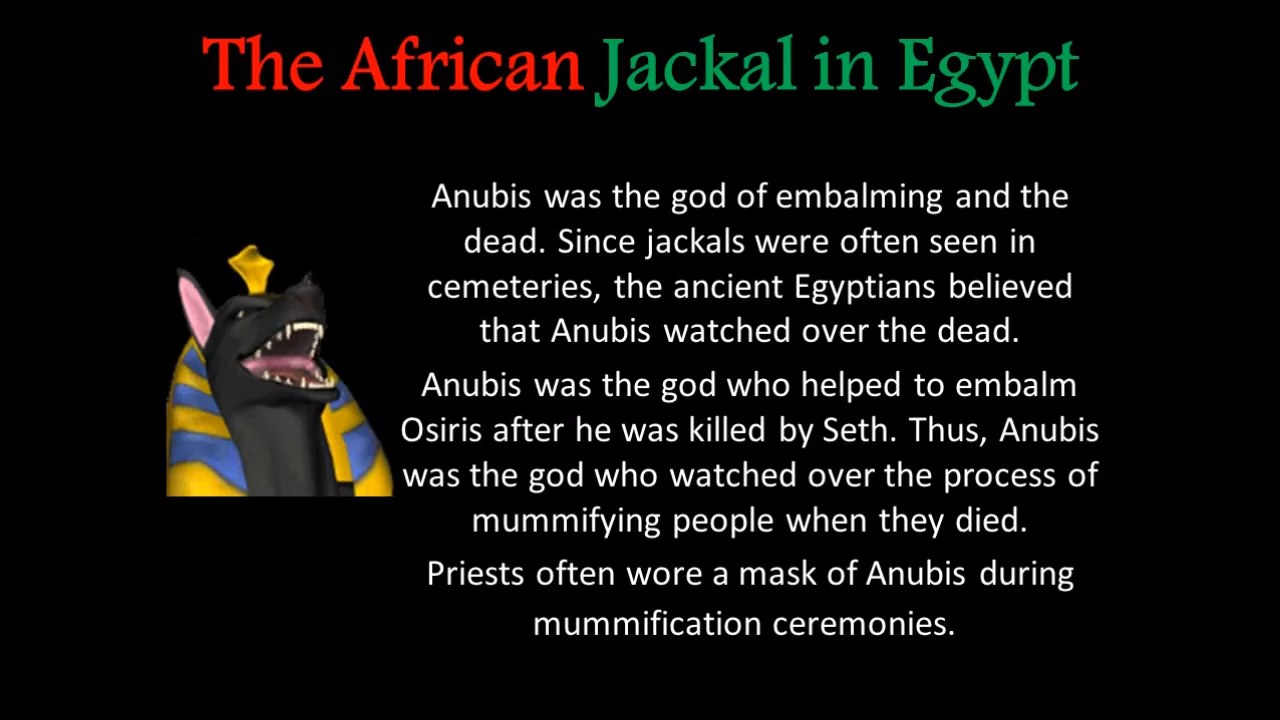 The African Jackal in Egypt
Anubis was the god of embalming and the
dead. Since jackals were often seen in
cemeteries, the ancient Egyptians believed
that Anubis watched over the dead.
Anubis was the god who helped to embalm
Osiris after he was killed by Seth. Thus, Anubis
was the god who watched over the process of
mummifying people when they died.
Priests often wore a mask of Anubis during
mummification ceremonies.